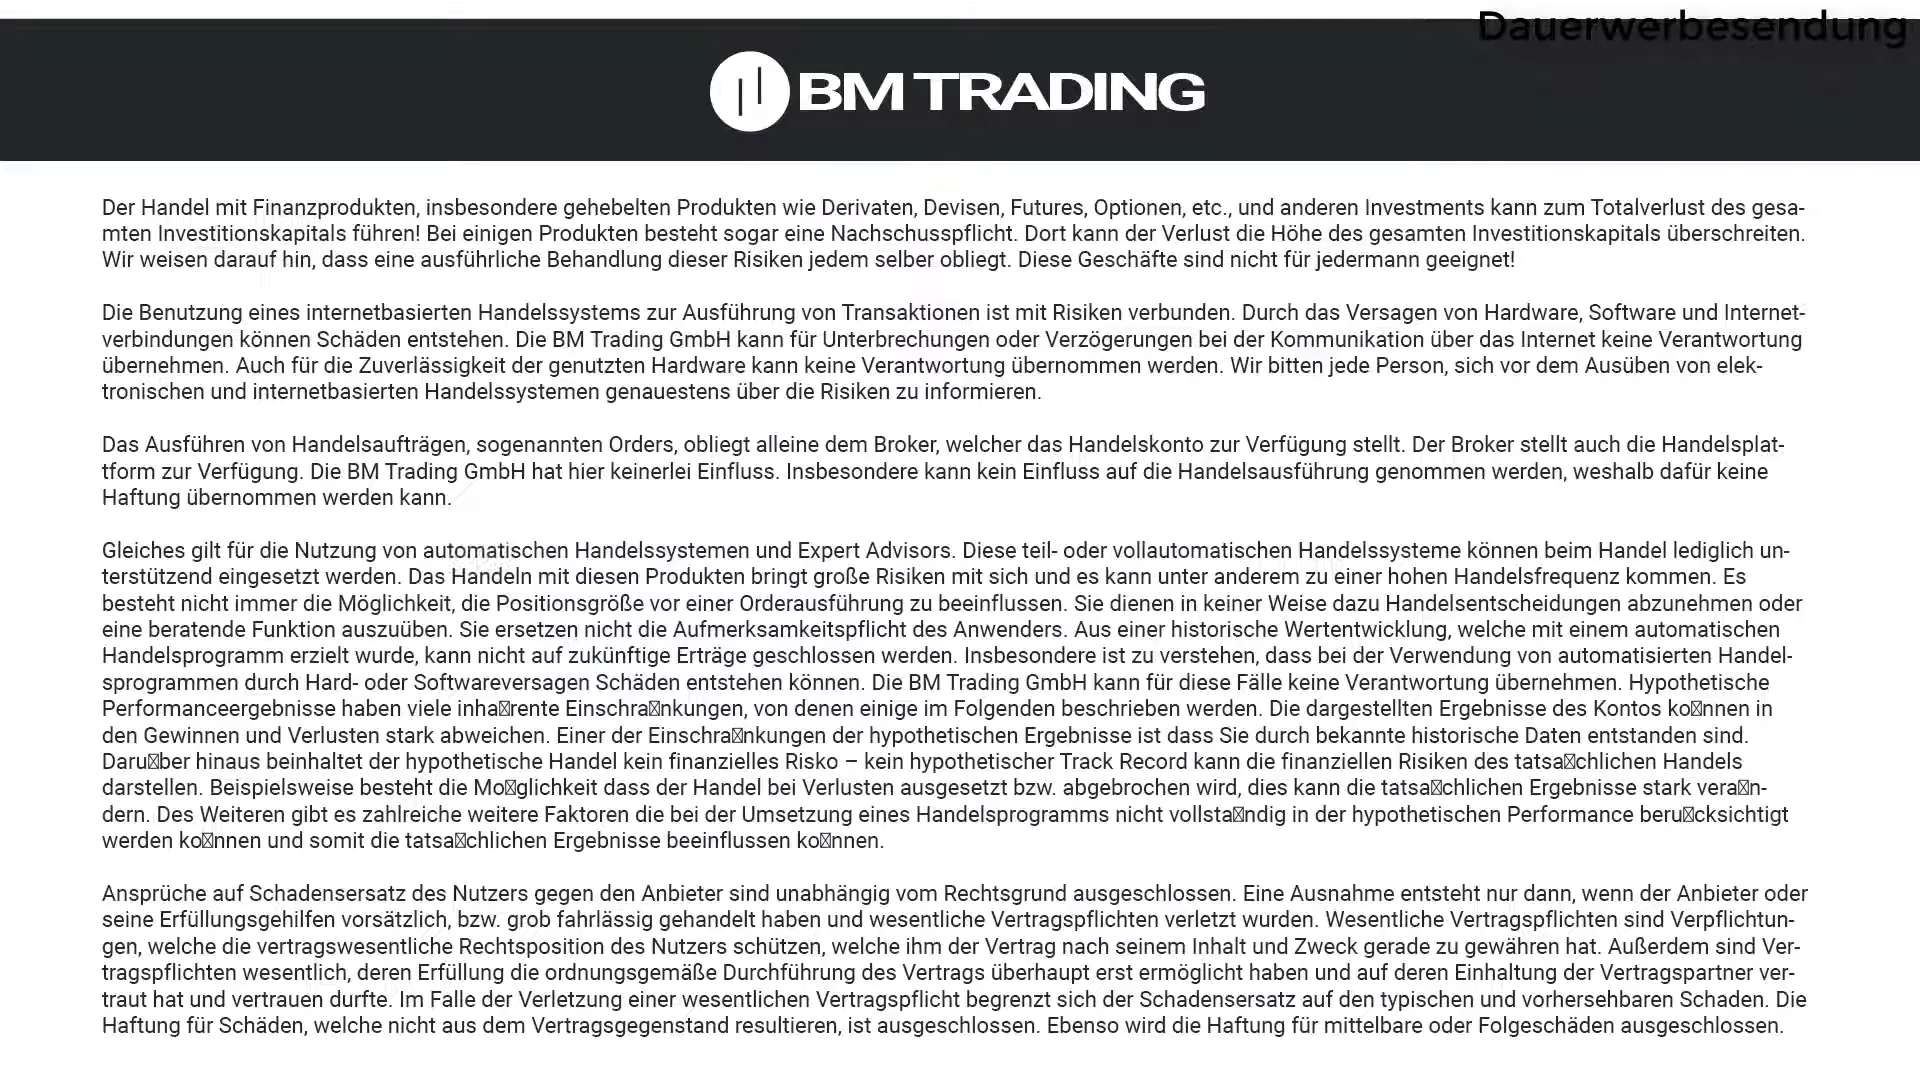 Dauerwerbesendung
BM TRADING
Der Handel mit Finanzprodukten, insbesondere gehebelten Produkten wie Derivaten, Devisen, Futures, Optionen, etc., und anderen Investments kann zum Totalverlust des gesa-
mten Investitionskapitals führen! Bei einigen Produkten besteht sogar eine Nachschusspflicht. Dort kann der Verlust die Höhe des gesamten Investitionskapitals überschreiten.
Wir weisen darauf hin, dass eine ausführliche Behandlung dieser Risiken jedem selber obliegt. Diese Geschäfte sind nicht für jedermann geeignet!
Die Benutzung eines internetbasierten Handelssystems zur Ausführung von Transaktionen ist mit Risiken verbunden. Durch das Versagen von Hardware, Software und Internet-
verbindungen können Schäden entstehen. Die BM Trading GmbH kann für Unterbrechungen oder Verzögerungen bei der Kommunikation über das Internet keine Verantwortung
übernehmen. Auch für die Zuverlässigkeit der genutzten Hardware kann keine Verantwortung übernommen werden. Wir bitten jede Person, sich vor dem Ausüben von elek-
tronischen und internetbasierten Handelssystemen genauestens über die Risiken zu informieren.
Das Ausführen von Handelsaufträgen, sogenannten Orders, obliegt alleine dem Broker, welcher das Handelskonto zur Verfügung stellt. Der Broker stellt auch die Handelsplat-
tform zur Verfügung. Die BM Trading GmbH hat hier keinerlei Einfluss. Insbesondere kann kein Einfluss auf die Handelsausführung genommen werden, weshalb dafür keine
Haftung übernommen werden kann.
Gleiches gilt für die Nutzung von automatischen Handelssystemen und Expert Advisors. Diese teil- oder vollautomatischen Handelssysteme können beim Handel lediglich un-
terstützend eingesetzt werden. Das Handeln mit diesen Produkten bringt große Risiken mit sich und es kann unter anderem zu einer hohen Handelsfrequenz kommen. Es
besteht nicht immer die Möglichkeit, die Positionsgröße vor einer Orderausführung zu beeinflussen. Sie dienen in keiner Weise dazu Handelsentscheidungen abzunehmen oder
eine beratende Funktion auszuüben. Sie ersetzen nicht die Aufmerksamkeitspflicht des Anwenders. Aus einer historische Wertentwicklung, welche mit einem automatischen
Handelsprogramm erzielt wurde, kann nicht auf zukünftige Erträge geschlossen werden. Insbesondere ist zu verstehen, dass bei der Verwendung von automatisierten Handel-
sprogrammen durch Hard- oder Softwareversagen Schäden entstehen können. Die BM Trading GmbH kann für diese Fälle keine Verantwortung übernehmen. Hypothetische
Performanceergebnisse haben viele inha⍰rente Einschra⍰nkungen, von denen einige im Folgenden beschrieben werden. Die dargestellten Ergebnisse des Kontos ko⍰nnen in
den Gewinnen und Verlusten stark abweichen. Einer der Einschra⍰nkungen der hypothetischen Ergebnisse ist dass Sie durch bekannte historische Daten entstanden sind.
Daru⍰ber hinaus beinhaltet der hypothetische Handel kein finanzielles Risko – kein hypothetischer Track Record kann die finanziellen Risiken des tatsa⍰chlichen Handels
darstellen. Beispielsweise besteht die Mo⍰glichkeit dass der Handel bei Verlusten ausgesetzt bzw. abgebrochen wird, dies kann die tatsa⍰chlichen Ergebnisse stark vera⍰n-
dern. Des Weiteren gibt es zahlreiche weitere Faktoren die bei der Umsetzung eines Handelsprogramms nicht vollsta⍰ndig in der hypothetischen Performance beru⍰cksichtigt
werden ko⍰nnen und somit die tatsa⍰chlichen Ergebnisse beeinflussen ko⍰nnen.
Ansprüche auf Schadensersatz des Nutzers gegen den Anbieter sind unabhängig vom Rechtsgrund ausgeschlossen. Eine Ausnahme entsteht nur dann, wenn der Anbieter oder
seine Erfüllungsgehilfen vorsätzlich, bzw. grob fahrlässig gehandelt haben und wesentliche Vertragspflichten verletzt wurden. Wesentliche Vertragspflichten sind Verpflichtun-
gen, welche die vertragswesentliche Rechtsposition des Nutzers schützen, welche ihm der Vertrag nach seinem Inhalt und Zweck gerade zu gewähren hat. Außerdem sind Ver-
tragspflichten wesentlich, deren Erfüllung die ordnungsgemäße Durchführung des Vertrags überhaupt erst ermöglicht haben und auf deren Einhaltung der Vertragspartner ver-
traut hat und vertrauen durfte. Im Falle der Verletzung einer wesentlichen Vertragspflicht begrenzt sich der Schadensersatz auf den typischen und vorhersehbaren Schaden. Die
Haftung für Schäden, welche nicht aus dem Vertragsgegenstand resultieren, ist ausgeschlossen. Ebenso wird die Haftung für mittelbare oder Folgeschäden ausgeschlossen.